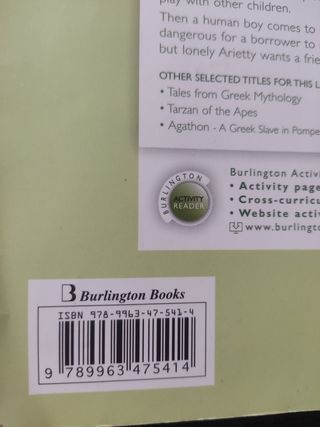 play with other children.
Then a human boy comes to
dangerous for a borrower to
but lonely Arietty wants a frie
OTHER SELECTED TITLES FOR THIS L
• Tales from Greek Mythology
• Tarzan of the Apes
• Agathon - A Greek Slave in Pompe
BURLINGTON
ACTIVITY
READER
Burlington Activi
• Activity page
• Cross-curricu
• Website activ
www.burlingto
B Burlington Books
ISBN 978-9963-47-541-4
9 789963 475414